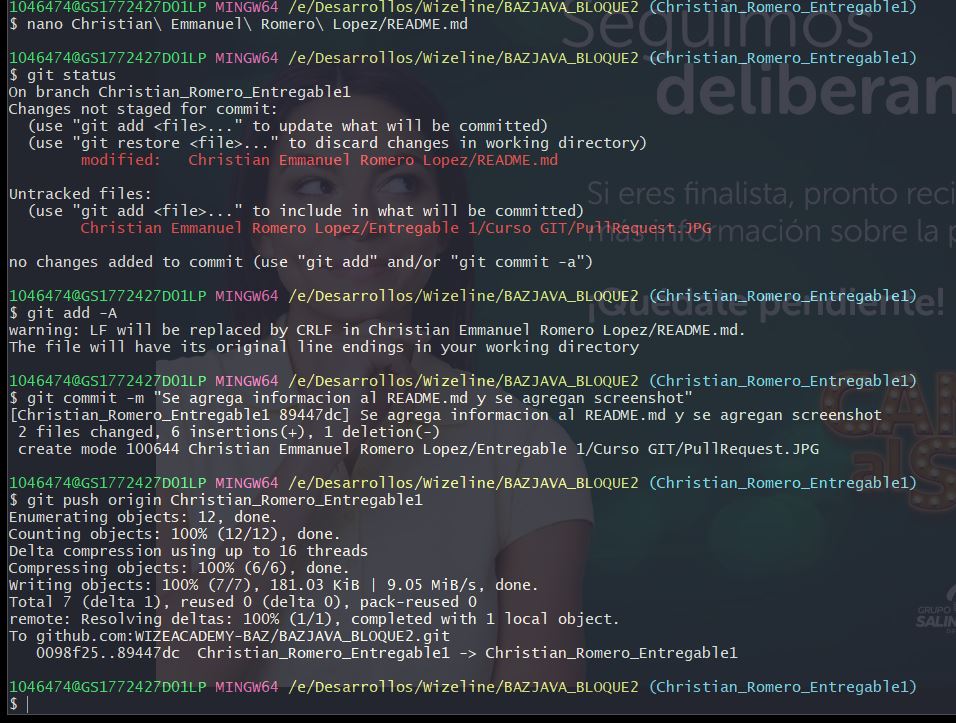 1046474@GS1772427D01LP MINGW64 /e/Desarrollos/Wizeline/BAZJAVA_BLOQUE2 (Christian_Romero_Entregable1)
$ nano Christian\ Emmanuel\ Romero\ Lopez/README.md
1046474@GS1772427D01LP MINGW64 /e/Desarrollos/Wizeline/BAZJAVA_BLOQUE2 (Christian_Romero_Entregable1)
$ git status
On branch Christian_Romero_Entregable1
Changes not staged for commit:
(use "git add <file>..." to update what will be committed)
(use "git restore <file>..." to discard changes in working directory)
modified: Christian Emmanuel Romero Lopez/README.md
Untracked files:
(use "git add <file>..." to include in what will be committed)
Christian Emmanuel Romero Lopez/Entregable 1/Curso GIT/PullRequest.JPG
no changes added to commit (use "git add" and/or "git commit -a")
1046474@GS1772427D01LP MINGW64 /e/Desarrollos/Wizeline/BAZJAVA_BLOQUE2 (Christian_Romero_Entregable1)
$ git add -A
warning: LF will be replaced by CRLF in Christian Emmanuel Romero Lopez/README.md.
The file will have its original line endings in your working directory
1046474@GS1772427D01LP MINGW64 /e/Desarrollos/Wizeline/BAZJAVA_BLOQUE2 (Christian_Romero_Entregable1)
$ git commit -m "Se agrega informacion al README.md y se agregan screenshot"
[Christian_Romero_Entregable1 89447dc] Se agrega informacion al README.md y se agregan screenshot
2 files changed, 6 insertions(+), 1 deletion(-)
create mode 100644 Christian Emmanuel Romero Lopez/Entregable 1/Curso GIT/PullRequest.JPG
1046474@GS1772427D01LP MINGW64 /e/Desarrollos/Wizeline/BAZJAVA_BLOQUE2 (Christian_Romero_Entregable1)
$ git push origin Christian_Romero_Entregable1
Enumerating objects: 12, done.
Counting objects: 100% (12/12), done.
Delta compression using up to 16 threads
Compressing objects: 100% (6/6), done.
Writing objects: 100% (7/7), 181.03 KiB | 9.05 MiB/s, done.
Total 7 (delta 1), reused 0 (delta 0), pack-reused 0
remote: Resolving deltas: 100% (1/1), completed with 1 local object.
To github.com:WIZEACADEMY-BAZ/BAZJAVA_BLOQUE2.git
0098f25..89447dc Christian_Romero_Entregable1 -> Christian_Romero_Entregable1
1046474@GS1772427D01LP MINGW64 /e/Desarrollos/Wizeline/BAZJAVA_BLOQUE2 (Christian_Romero_Entregable1)
$
Seguimos
deliberan
Si eres finalista, pronto reci
más información sobre la p
¡Quédate pendiente!
CAN
al S
GRUPO
SALIN